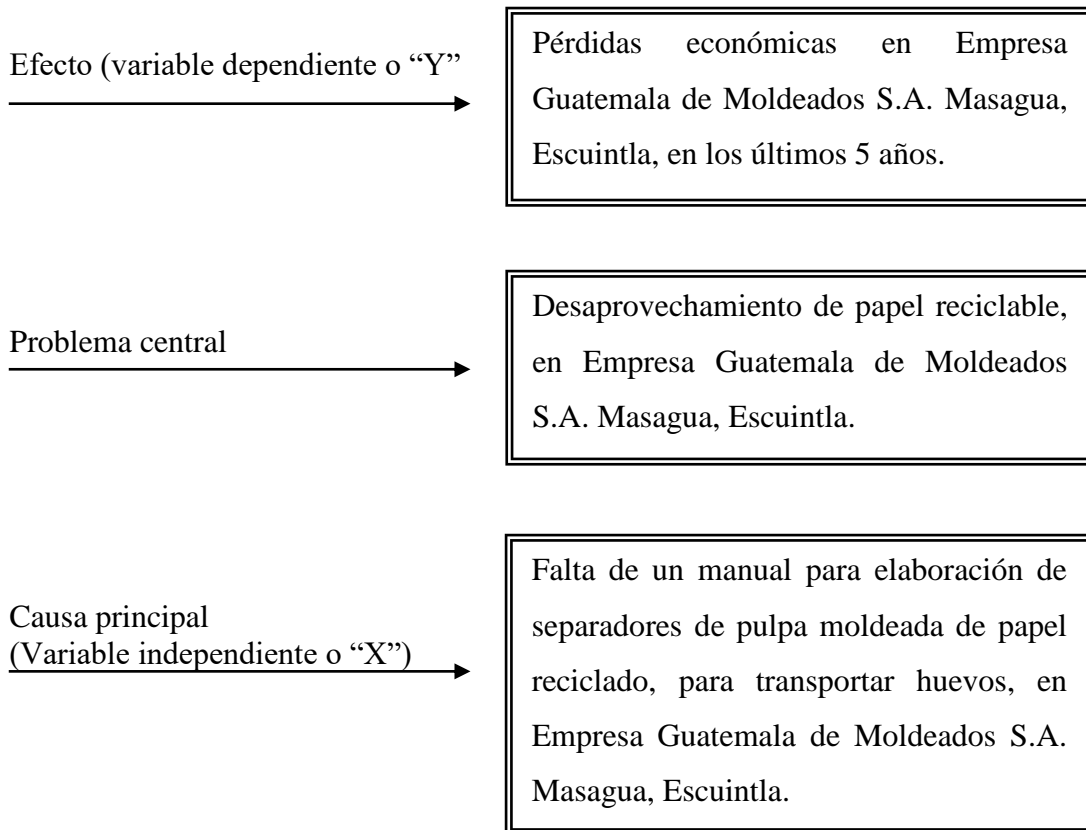 Efecto (variable dependiente o “Y”
Pérdidas económicas en Empresa
Guatemala de Moldeados S.A. Masagua,
Escuintla, en los últimos 5 años.
Problema central
Desaprovechamiento de papel reciclable,
en Empresa Guatemala de Moldeados
S.A. Masagua, Escuintla.
Causa principal
(Variable independiente o “X”)
Falta de un manual para elaboración de
separadores de pulpa moldeada de papel
reciclado, para transportar huevos, en
Empresa Guatemala de Moldeados S.A.
Masagua, Escuintla.